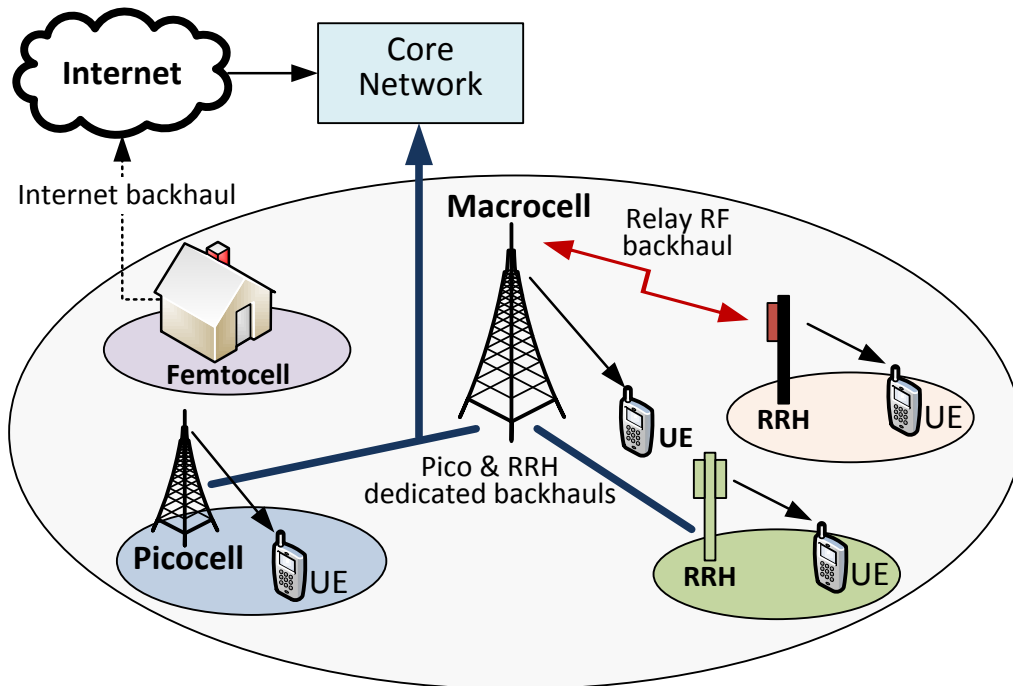 Internet
Core
Network
Internet backhaul
Macrocell
Relay RF
backhaul
Femtocell
RRH
UE
UE
Pico & RRH
dedicated backhauls
Picocell
UE
RRH
UE